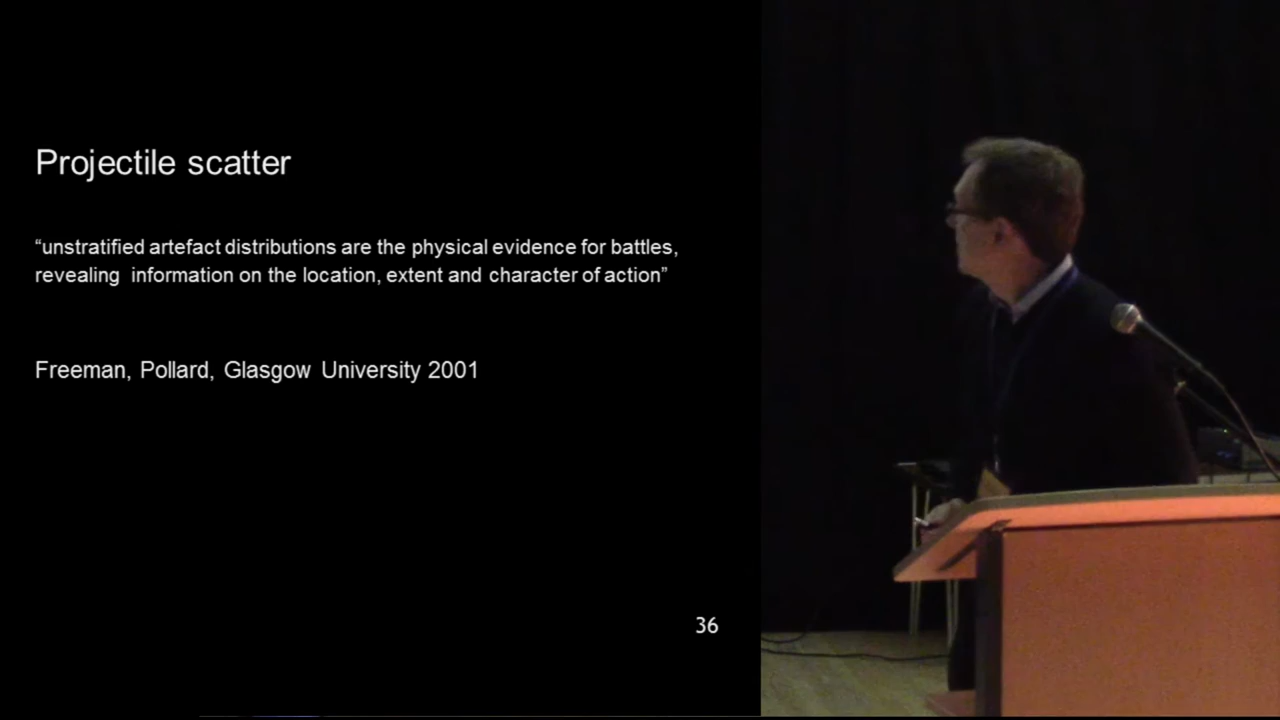 Projectile scatter
“unstratified artefact distributions are the physical evidence for battles,
revealing information on the location, extent and character of action”
Freeman, Pollard, Glasgow University 2001
36